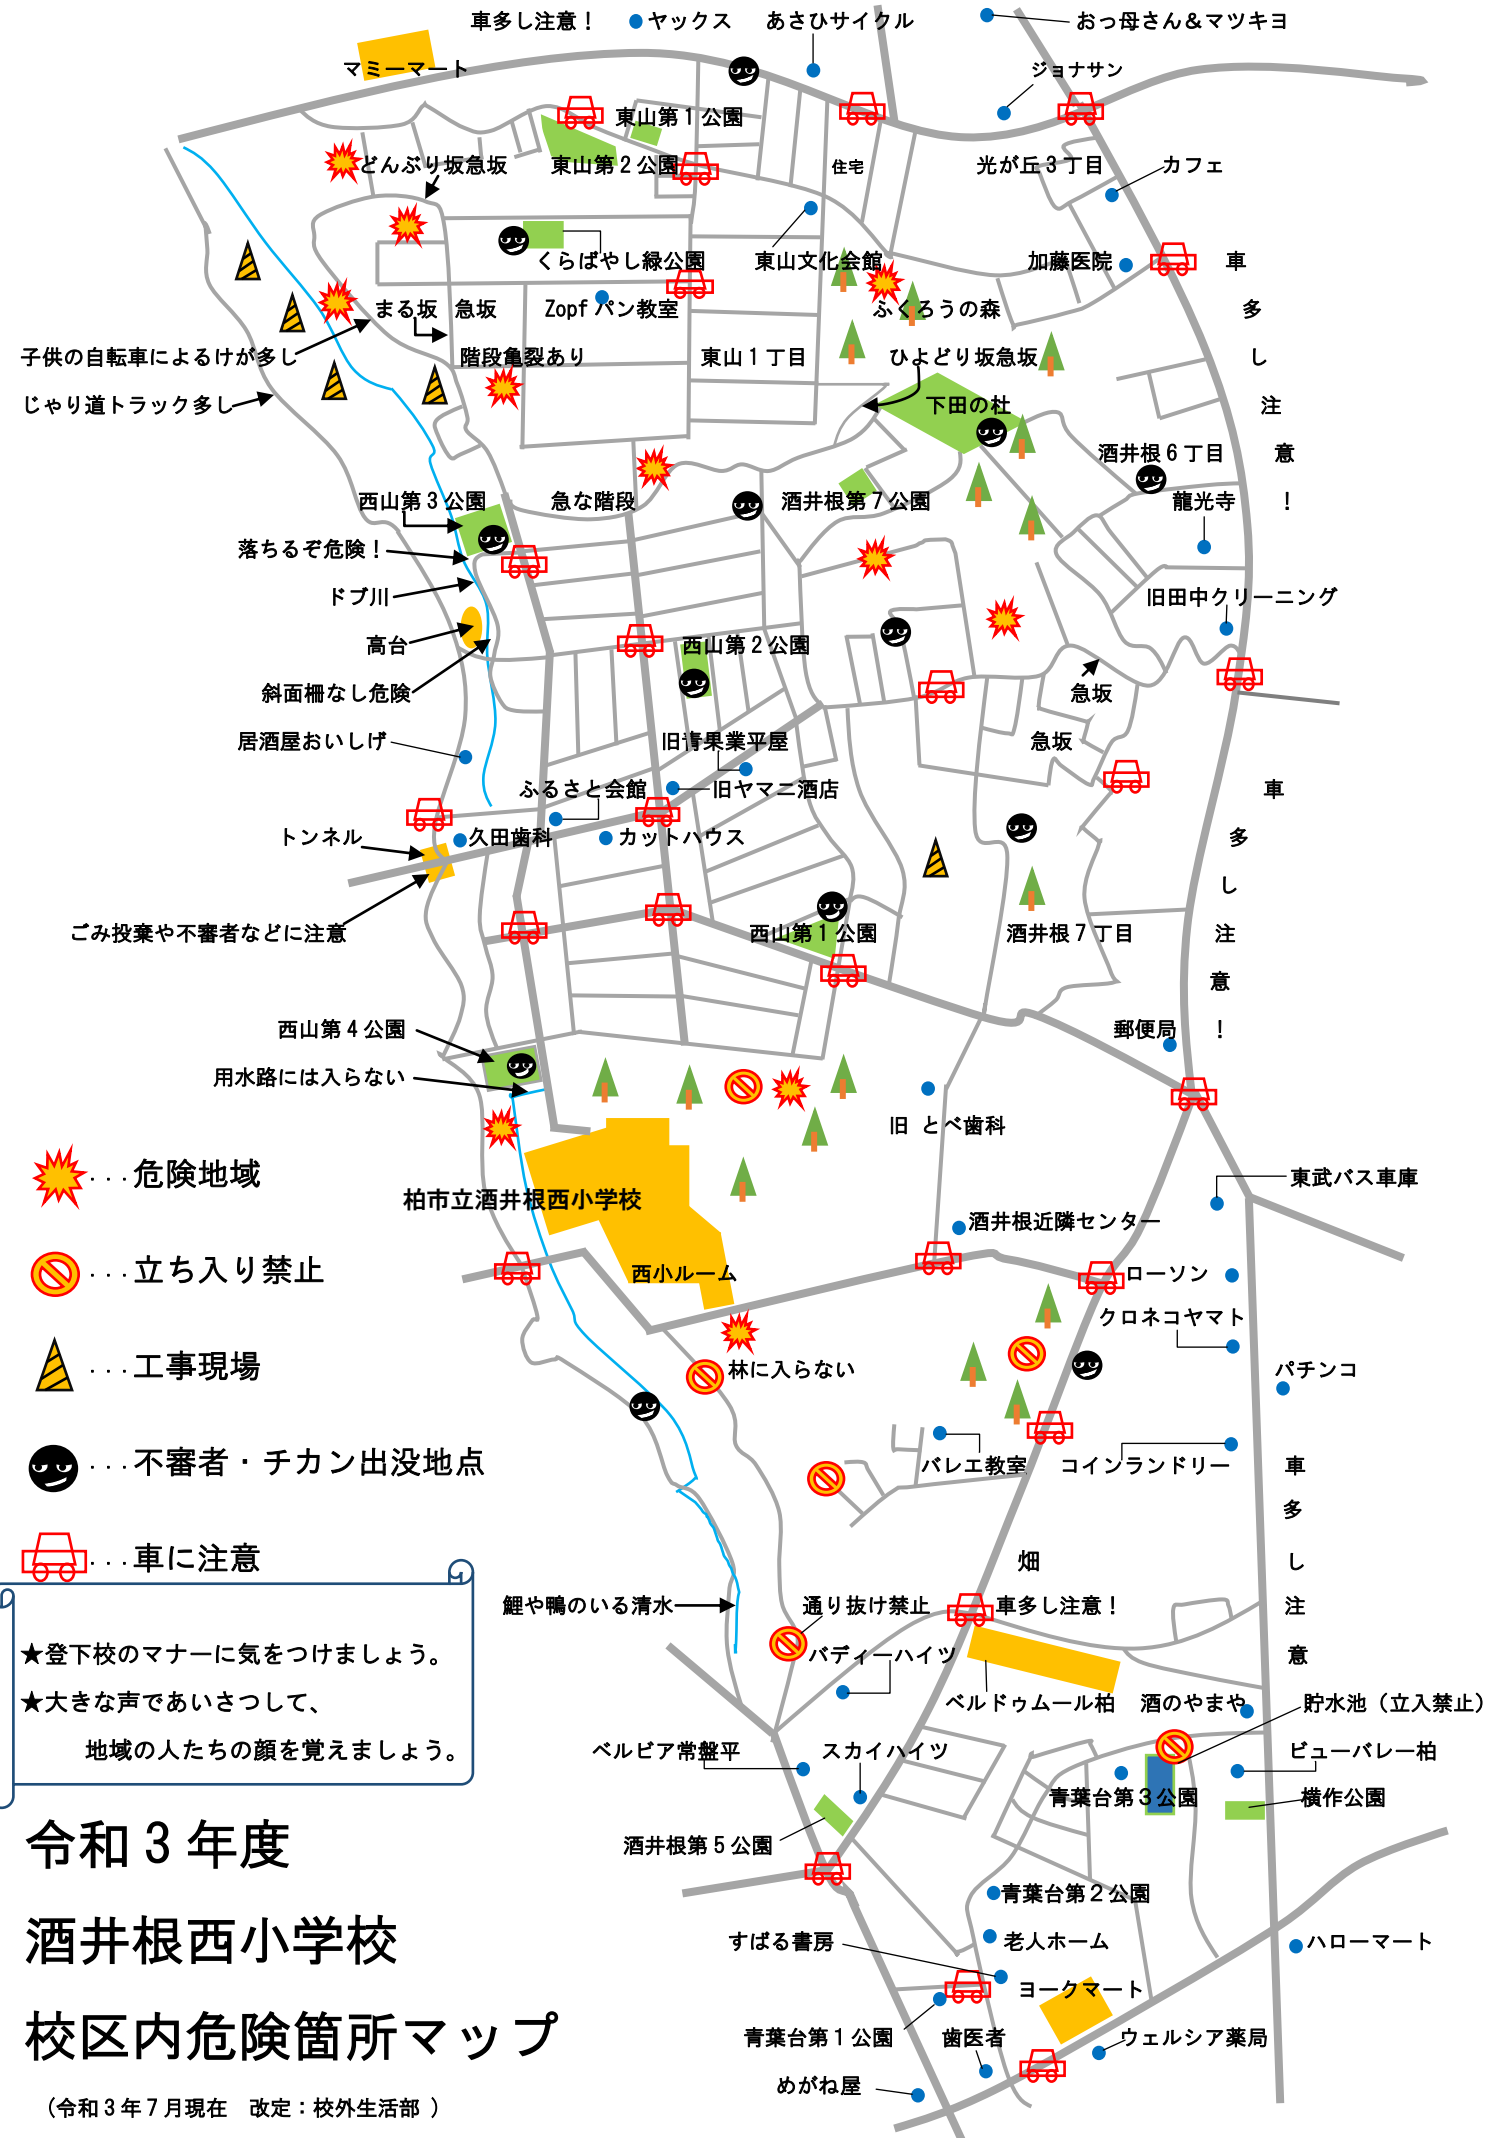 車多し注意！
ヤックス
あさひサイクル
おっ母さん＆マツキヨ
マミーマート
ジョナサン
東山第１公園
どんぶり坂急坂
東山第２公園
住宅
光が丘３丁目
カフェ
くらばやし緑公園
東山文化会館
加藤医院
車多し注意！
まる坂　急坂
Zopf パン教室
ふくろうの森
子供の自転車によるけが多し
階段亀裂あり
東山１丁目
ひよどり坂急坂
じゃり道トラック多し
下田の杜
酒井根６丁目
西山第３公園
急な階段
酒井根第７公園
龍光寺
落ちるぞ危険！
ドブ川
旧田中クリーニング
高台
西山第２公園
斜面柵なし危険
急坂
居酒屋おいしげ
旧青果業平屋
急坂
ふるさと会館
旧ヤマニ酒店
車多し注意！
トンネル
久田歯科
カットハウス
ごみ投棄や不審者などに注意
西山第１公園
酒井根７丁目
西山第４公園
郵便局
用水路には入らない
旧 とべ歯科
・・・危険地域
東武バス車庫
柏市立酒井根西小学校
酒井根近隣センター
・・・立ち入り禁止
西小ルーム
ローソン
クロネコヤマト
・・・工事現場
林に入らない
パチンコ
・・・不審者・チカン出没地点
バレエ教室
コインランドリー
車多し注意
・・・車に注意
畑
鯉や鴨のいる清水
通り抜け禁止
車多し注意！
★登下校のマナーに気をつけましょう。
バディーハイツ
★大きな声であいさつして、
ベルドゥムール柏
酒のやまや
貯水池（立入禁止）
地域の人たちの顔を覚えましょう。
ベルビア常盤平
スカイハイツ
ビューバレー柏
青葉台第３公園
横作公園
令和３年度
酒井根第５公園
青葉台第２公園
酒井根西小学校
すばる書房
老人ホーム
ハローマート
ヨークマート
校区内危険箇所マップ
青葉台第１公園
歯医者
ウェルシア薬局
めがね屋
（令和３年７月現在　改定：校外生活部 ）